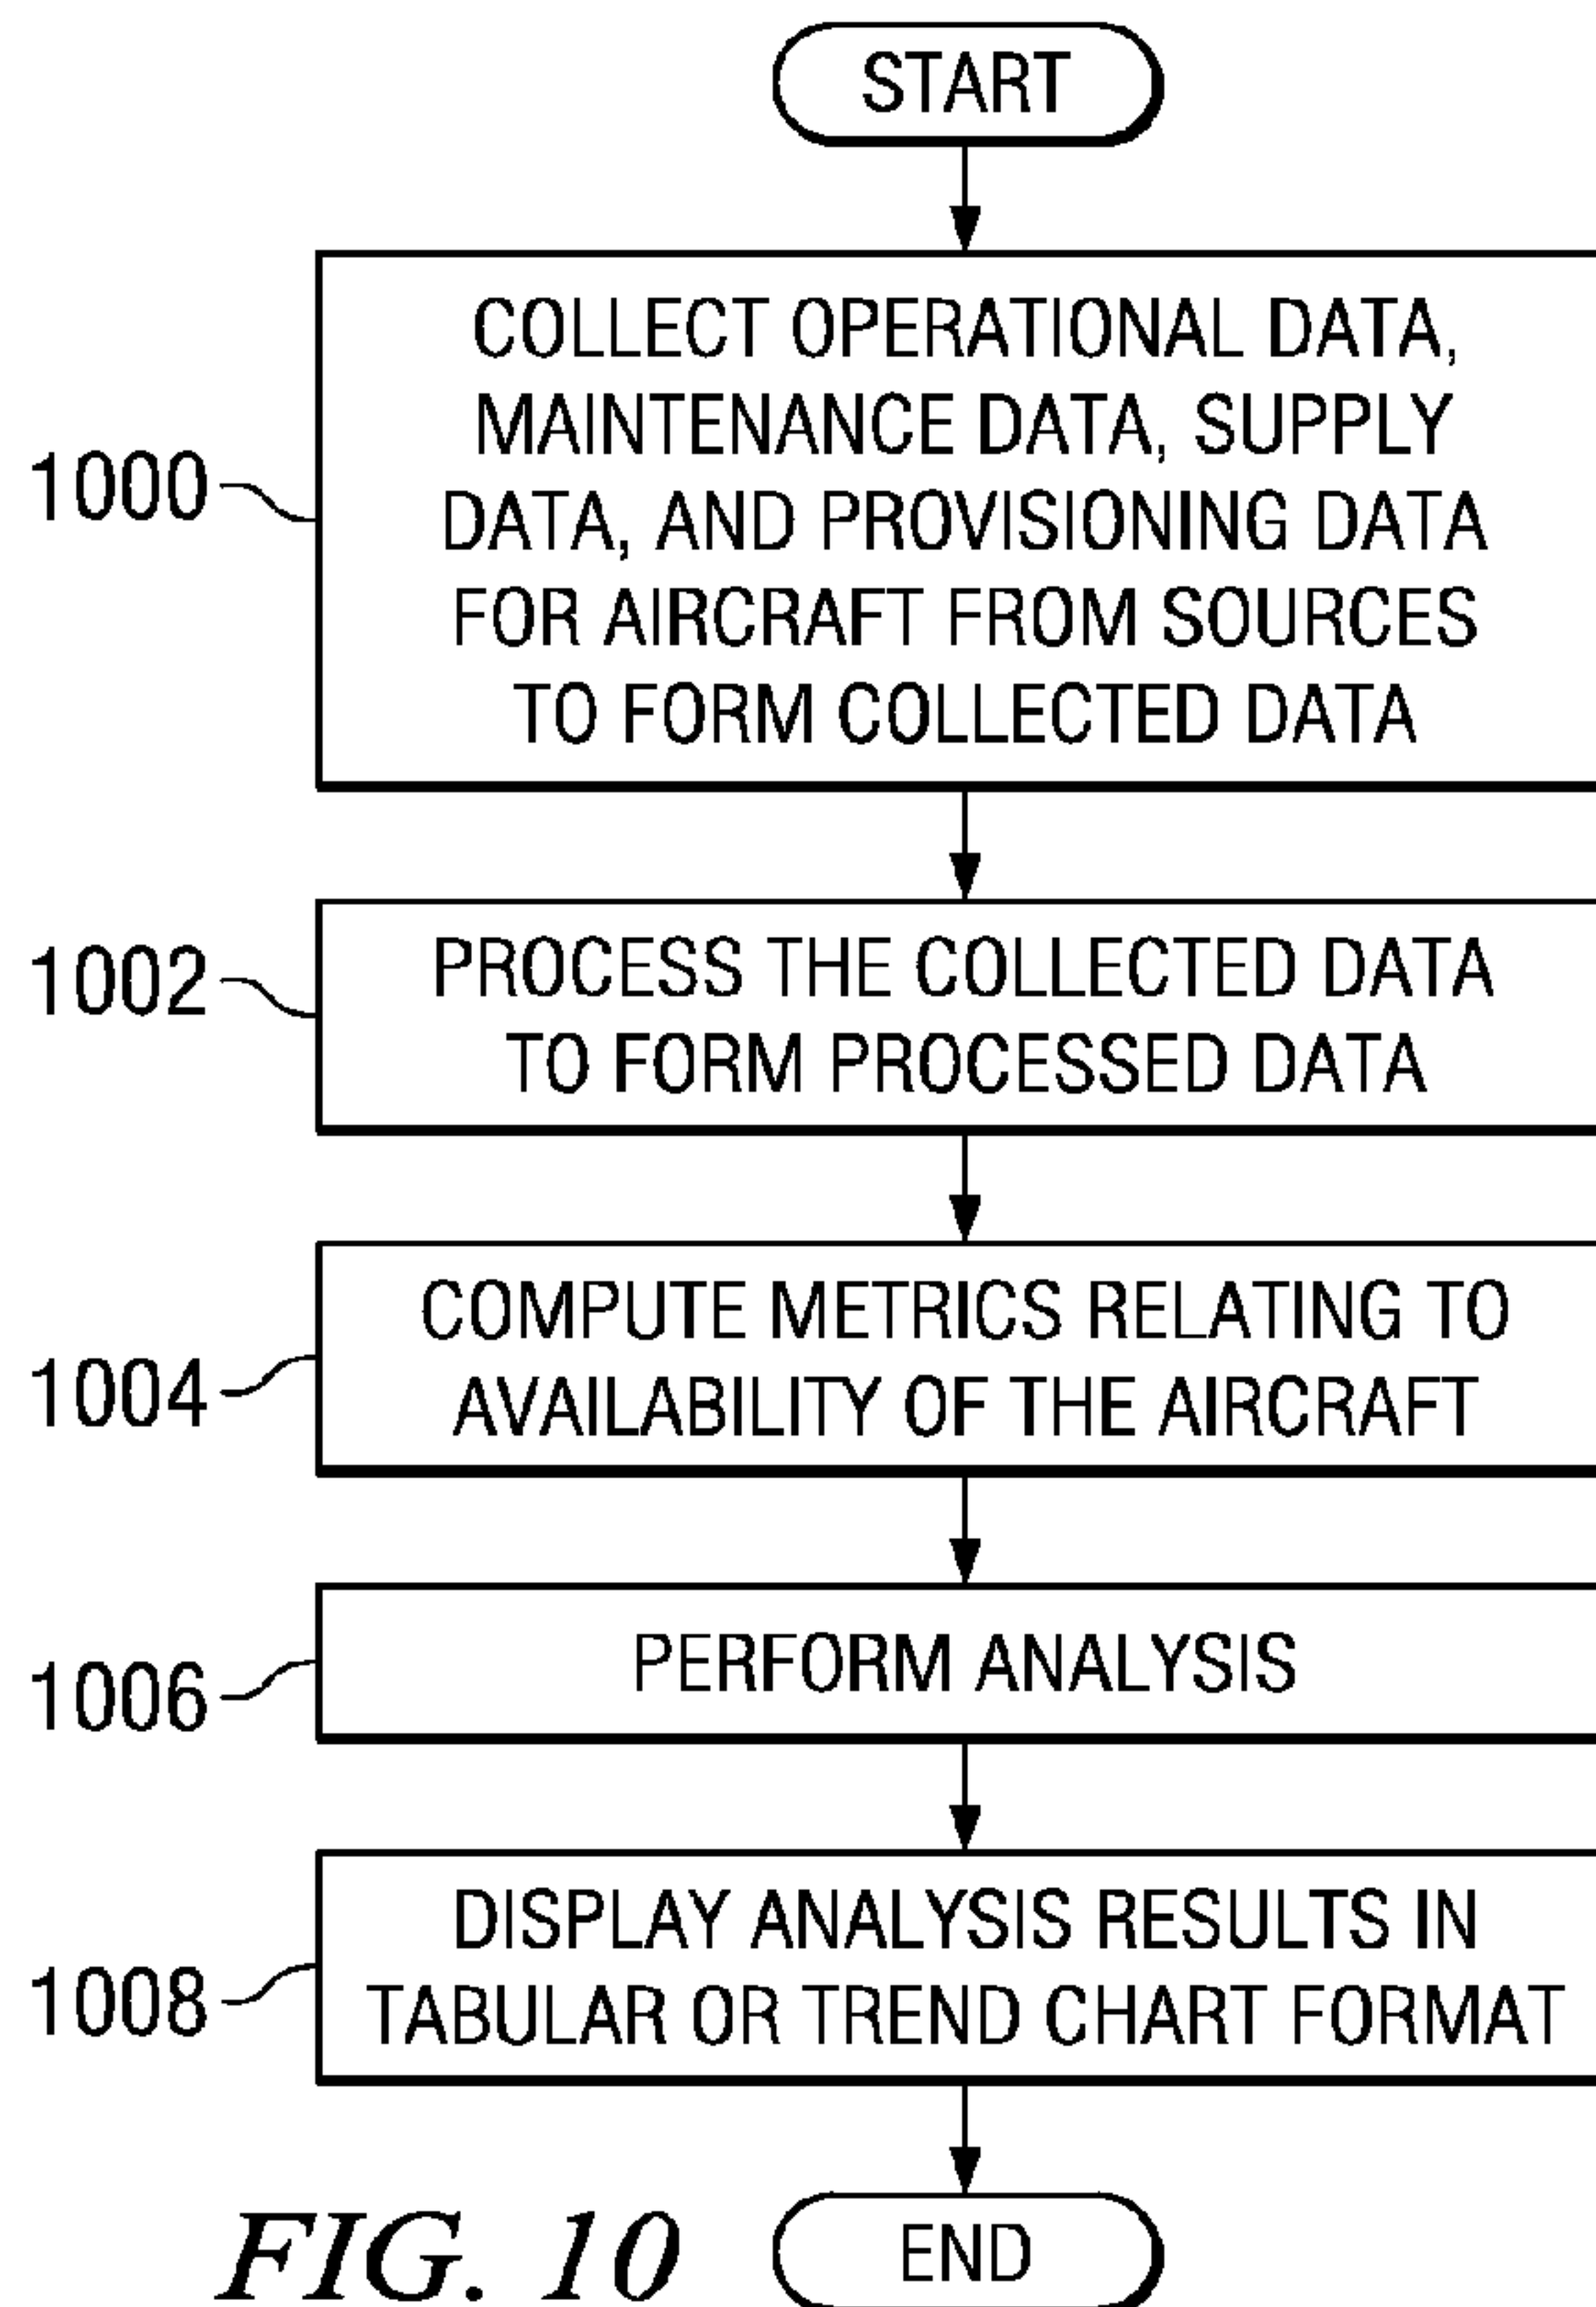 START
COLLECT OPERATIONAL DATA,
MAINTENANCE DATA, SUPPLY
DATA, AND PROVISIONING DATA
FOR AIRCRAFT FROM SOURCES
TO FORM COLLECTED DATA
1000
PROCESS THE COLLECTED DATA
TO FORM PROCESSED DATA
1002
COMPUTE METRICS RELATING TO
AVAILABILITY OF THE AIRCRAFT
1004
PERFORM ANALYSIS
1006
DISPLAY ANALYSIS RESULTS IN
TABULAR OR TREND CHART FORMAT
1008
END
FIG. 10